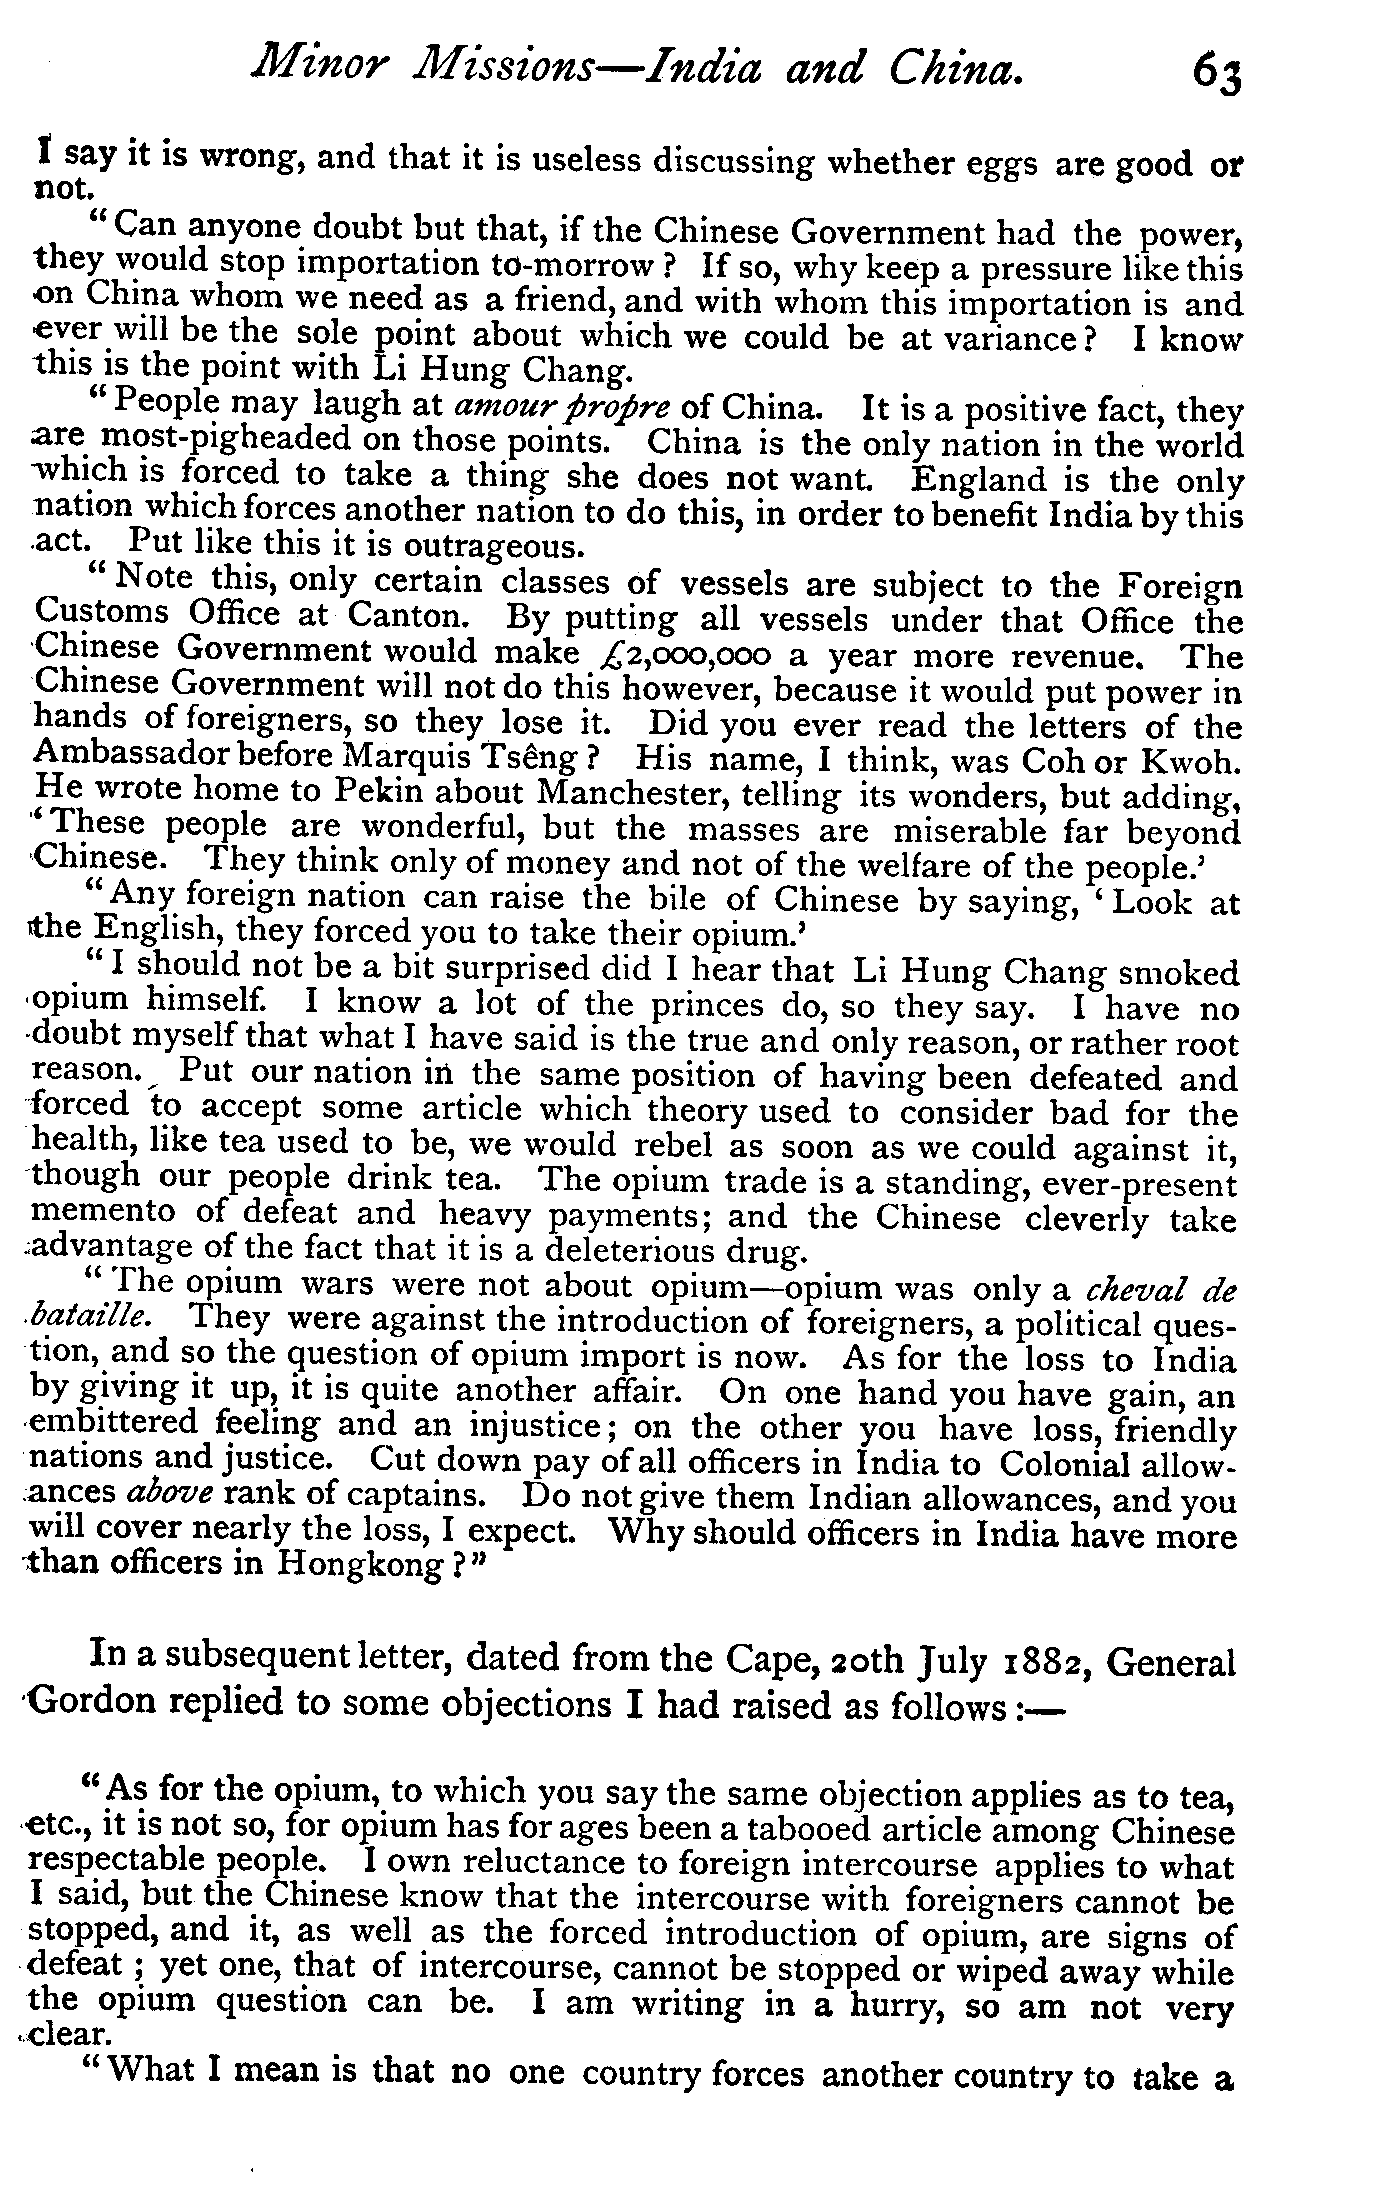 Minor Missions—India and China. 63
I say it is wrong, and that it is useless discussing whether eggs are good or
not.
“Can anyone doubt but that, if the Chinese Government had the power,
they would stop importation to-morrow? If so, why keep a pressure like this
on China whom we need as a friend, and with whom this importation is and
ever will be the sole point about which we could be at variance? I know
this is the point with Li Hung Chang.
“People may laugh at amour propre of China. It is a positive fact, they
are most-pigheaded on those points. China is the only nation in the world
which is forced to take a thing she does not want. England is the only
nation which forces another nation to do this, in order to benefit India by this
act. Put like this it is outrageous.
“Note this, only certain classes of vessels are subject to the Foreign
Customs Office at Canton. By putting all vessels under that Office the
Chinese Government would make £2,000,000 a year more revenue. The
Chinese Government will not do this however, because it would put power in
hands of foreigners, so they lose it. Did you ever read the letters of the
Ambassador before Marquis Tsêng? His name, I think, was Coh or Kwoh.
He wrote home to Pekin about Manchester, telling its wonders, but adding,
‘These people are wonderful, but the masses are miserable far beyond
Chinese. They think only of money and not of the welfare of the people.’
“Any foreign nation can raise the bile of Chinese by saying, ‘Look at
the English, they forced you to take their opium.’
“I should not be a bit surprised did I hear that Li Hung Chang smoked
opium himself. I know a lot of the princes do, so they say. I have no
doubt myself that what I have said is the true and only reason, or rather root
reason. Put our nation in the same position of having been defeated and
forced to accept some article which theory used to consider bad for the
health, like tea used to be, we would rebel as soon as we could against it,
though our people drink tea. The opium trade is a standing, ever-present
memento of defeat and heavy payments; and the Chinese cleverly take
advantage of the fact that it is a deleterious drug.
“The opium wars were not about opium—opium was only a cheval de
bataille. They were against the introduction of foreigners, a political ques-
tion, and so the question of opium import is now. As for the loss to India
by giving it up, it is quite another affair. On one hand you have gain, an
embittered feeling and an injustice; on the other you have loss, friendly
nations and justice. Cut down pay of all officers in India to Colonial allow-
ances above rank of captains. Do not give them Indian allowances, and you
will cover nearly the loss, I expect. Why should officers in India have more
than officers in Hongkong?”
In a subsequent letter, dated from the Cape, 20th July 1882, General
Gordon replied to some objections I had raised as follows:—
“As for the opium, to which you say the same objection applies as to tea,
etc., it is not so, for opium has for ages been a tabooed article among Chinese
respectable people. I own reluctance to foreign intercourse applies to what
I said, but the Chinese know that the intercourse with foreigners cannot be
stopped, and it, as well as the forced introduction of opium, are signs of
defeat; yet one, that of intercourse, cannot be stopped or wiped away while
the opium question can be. I am writing in a hurry, so am not very
clear.
“What I mean is that no one country forces another country to take a